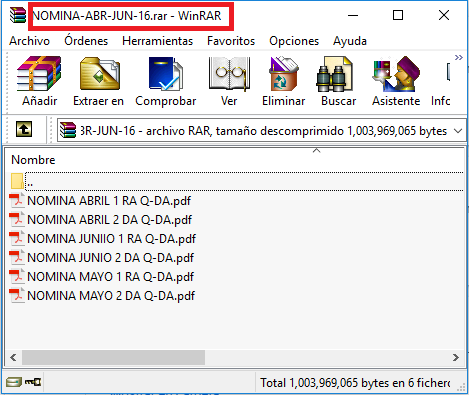 NOMINA-ABR-JUN-16.rar - WinRAR
Archivo Órdenes Herramientas Favoritos Opciones Ayuda
Añadir Extraer en Comprobar Ver Eliminar Buscar Asistente Info
3R-JUN-16 - archivo RAR, tamaño descomprimido 1,003,969,065 bytes
Nombre
..
NOMINA ABRIL 1 RA Q-DA.pdf
NOMINA ABRIL 2 DA Q-DA.pdf
NOMINA JUNIIO 1 RA Q-DA.pdf
NOMINA JUNIO 2 DA Q-DA.pdf
NOMINA MAYO 1 RA Q-DA.pdf
NOMINA MAYO 2 DA Q-DA.pdf
Total 1,003,969,065 bytes en 6 fichero